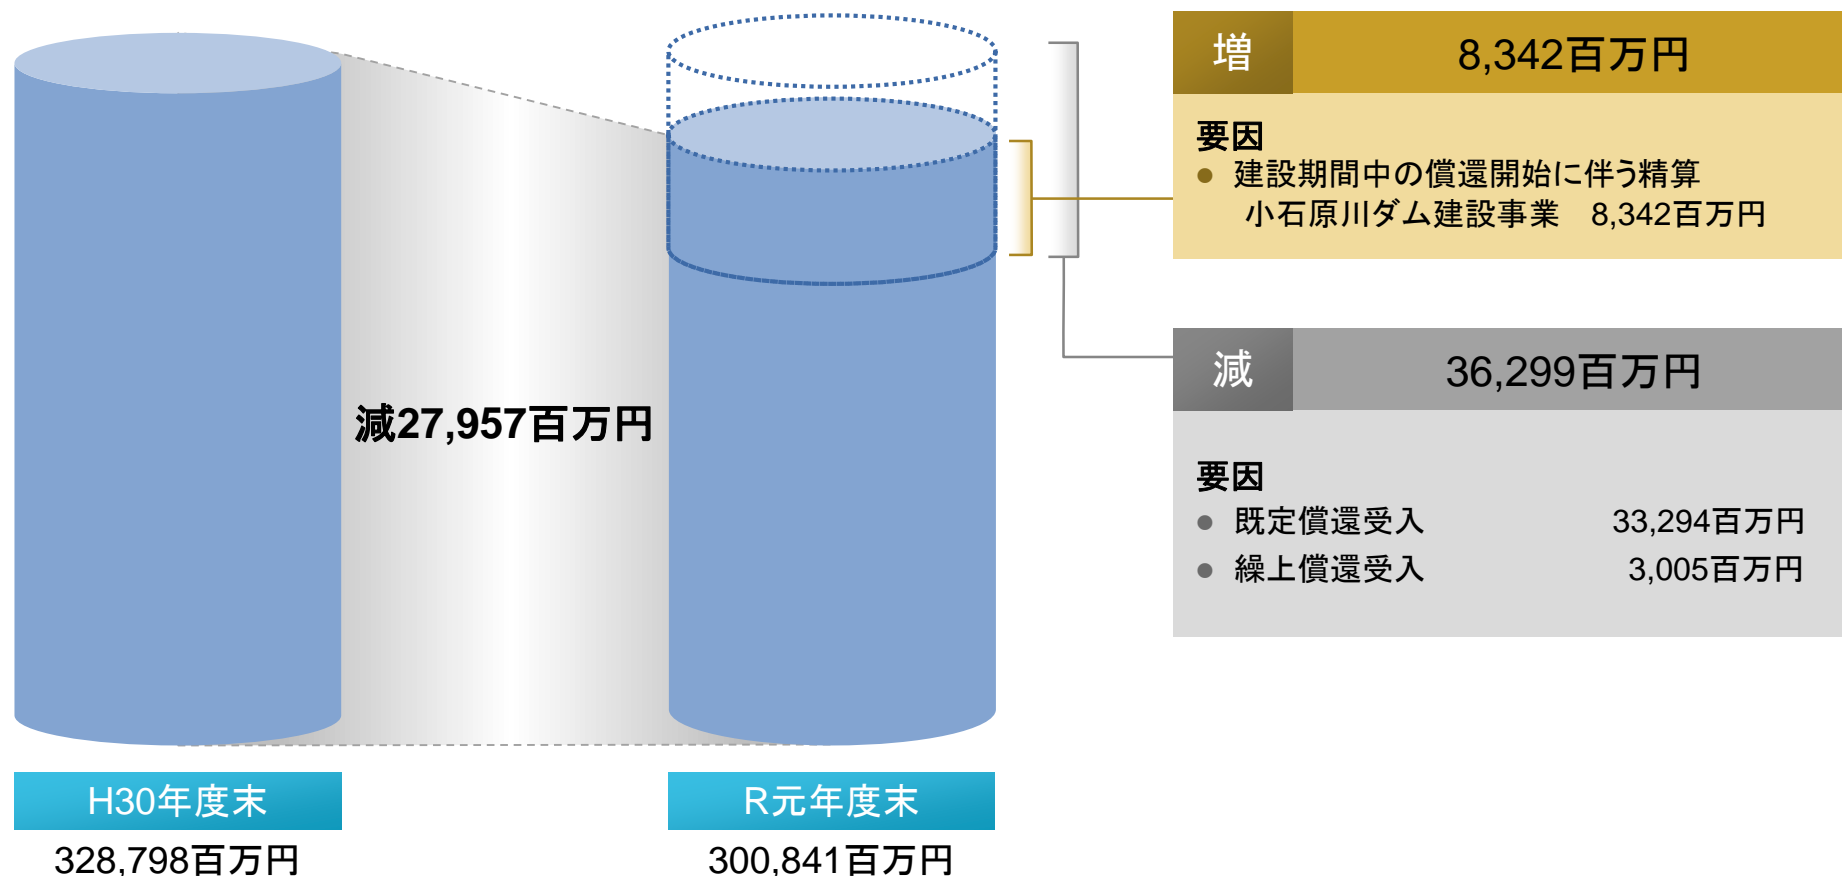 増 8,342百万円
要因
● 建設期間中の償還開始に伴う精算
小石原川ダム建設事業 8,342百万円
減 36,299百万円
要因
● 既定償還受入 33,294百万円
● 繰上償還受入 3,005百万円
減27,957百万円
H30年度末
328,798百万円
R元年度末
300,841百万円